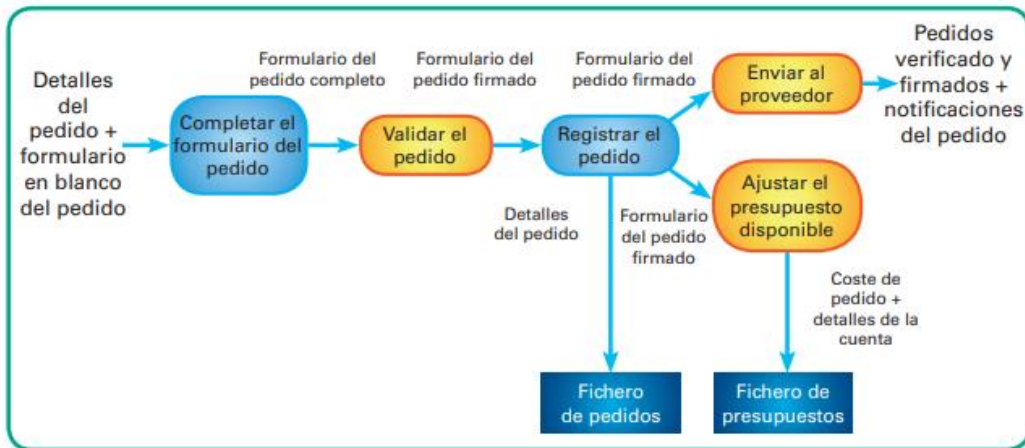 Detalles
del
pedido +
formulario
en blanco
del pedido
Completar el
formulario del
pedido
Formulario del
pedido completo
Validar el
pedido
Formulario del
pedido firmado
Registrar el
pedido
Formulario del
pedido firmado
Enviar al
proveedor
Pedidos
verificado y
firmados +
notificaciones
del pedido
Detalles
del pedido
Formulario
del pedido
firmado
Ajustar el
presupuesto
disponible
Coste de
pedido +
detalles de la
cuenta
Fichero
de pedidos
Fichero de
presupuestos